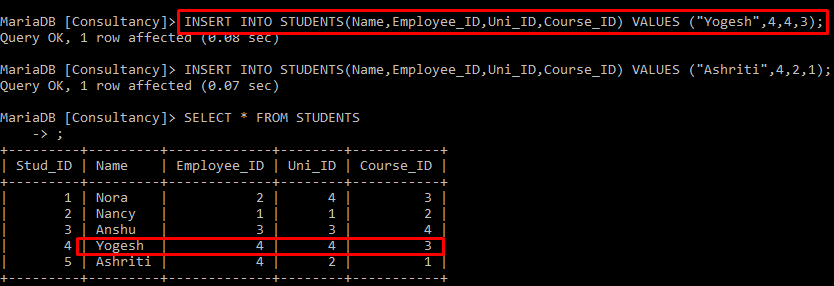 MariaDB [Consultancy]> INSERT INTO STUDENTS(Name,Employee_ID,Uni_ID,Course_ID) VALUES ("Yogesh",4,4,3);
Query OK, 1 row affected (0.08 sec)
MariaDB [Consultancy]> INSERT INTO STUDENTS(Name,Employee_ID,Uni_ID,Course_ID) VALUES ("Ashriti",4,2,1);
Query OK, 1 row affected (0.07 sec)
MariaDB [Consultancy]> SELECT * FROM STUDENTS
    -> ;
+---------+---------+-------------+--------+-----------+
| Stud_ID | Name    | Employee_ID | Uni_ID | Course_ID |
+---------+---------+-------------+--------+-----------+
|       1 | Nora    |           2 |      4 |         3 |
|       2 | Nancy   |           1 |      1 |         2 |
|       3 | Anshu   |           3 |      3 |         4 |
|       4 | Yogesh  |           4 |      4 |         3 |
|       5 | Ashriti |           4 |      2 |         1 |
+---------+---------+-------------+--------+-----------+